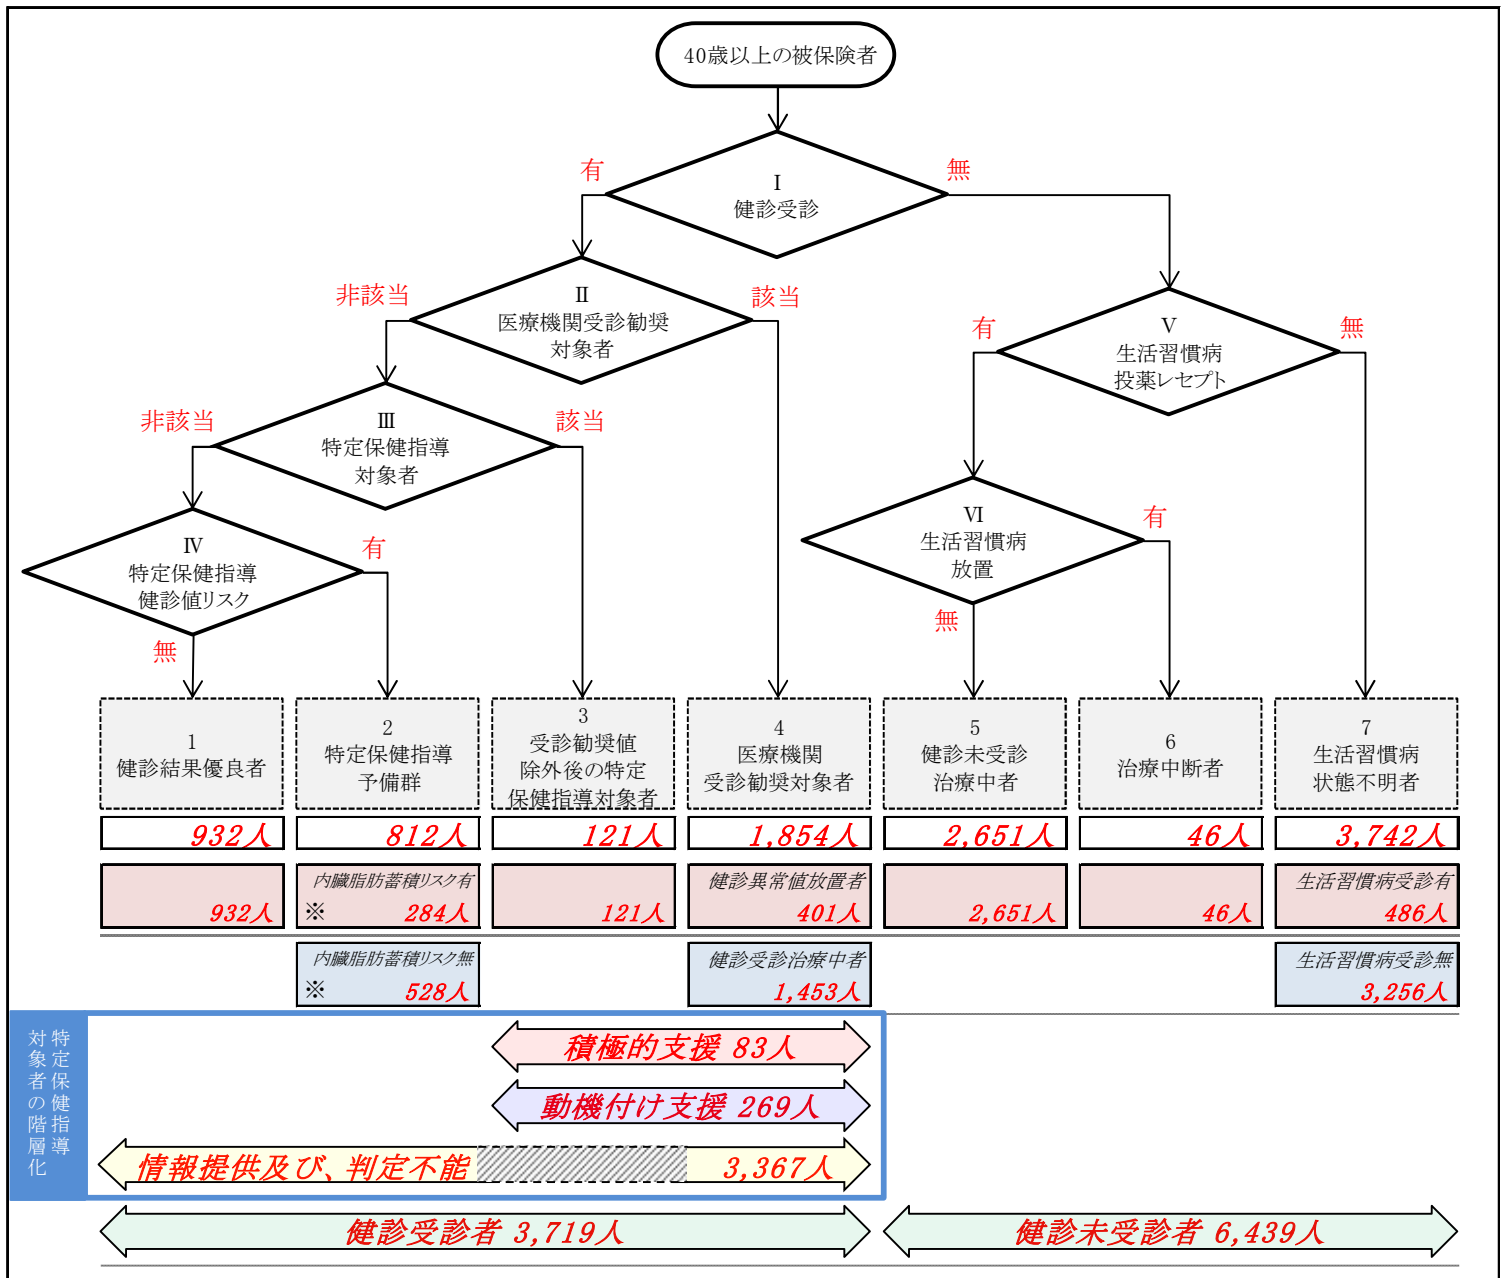 40歳以上の被保険者
有
Ⅰ
健診受診
無
非該当
Ⅱ
医療機関受診勧奨
対象者
該当
有
Ⅴ
生活習慣病
投薬レセプト
無
非該当
Ⅲ
特定保健指導
対象者
該当
Ⅳ
特定保健指導
健診値リスク
有
無
Ⅵ
生活習慣病
放置
有
無
1
健診結果優良者
2
特定保健指導
予備群
3
受診勧奨値
除外後の特定
保健指導対象者
4
医療機関
受診勧奨対象者
5
健診未受診
治療中者
6
治療中断者
7
生活習慣病
状態不明者
932人
812人
121人
1,854人
2,651人
46人
3,742人
932人
内臓脂肪蓄積リスク有
※ 284人
121人
健診異常値放置者
401人
2,651人
46人
生活習慣病受診有
486人
内臓脂肪蓄積リスク無
※ 528人
健診受診治療中者
1,453人
生活習慣病受診無
3,256人
特定保健指導
対象者の階層化
積極的支援 83人
動機付け支援 269人
情報提供及び、判定不能 3,367人
健診受診者 3,719人
健診未受診者 6,439人